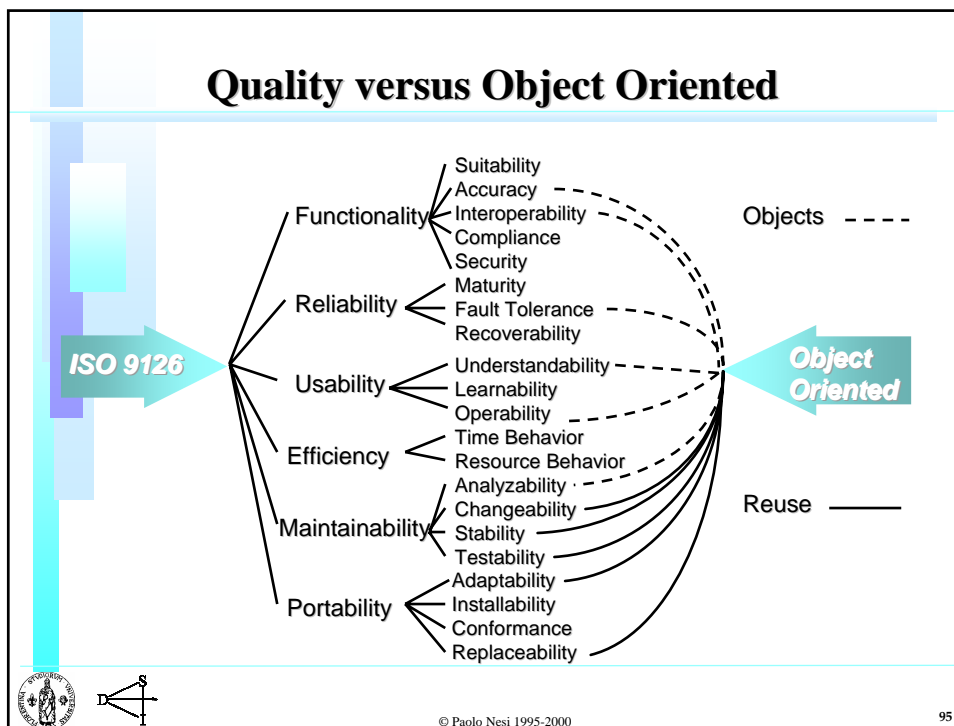 Quality versus Object Oriented
ISO 9126
Functionality
Suitability
Accuracy
Interoperability
Compliance
Security
Reliability
Maturity
Fault Tolerance
Recoverability
Usability
Understandability
Learnability
Operability
Efficiency
Time Behavior
Resource Behavior
Maintainability
Analyzability
Changeability
Stability
Testability
Portability
Adaptability
Installability
Conformance
Replaceability
Objects
Object
Oriented
Reuse
D
S
I
© Paolo Nesi 1995-2000
95